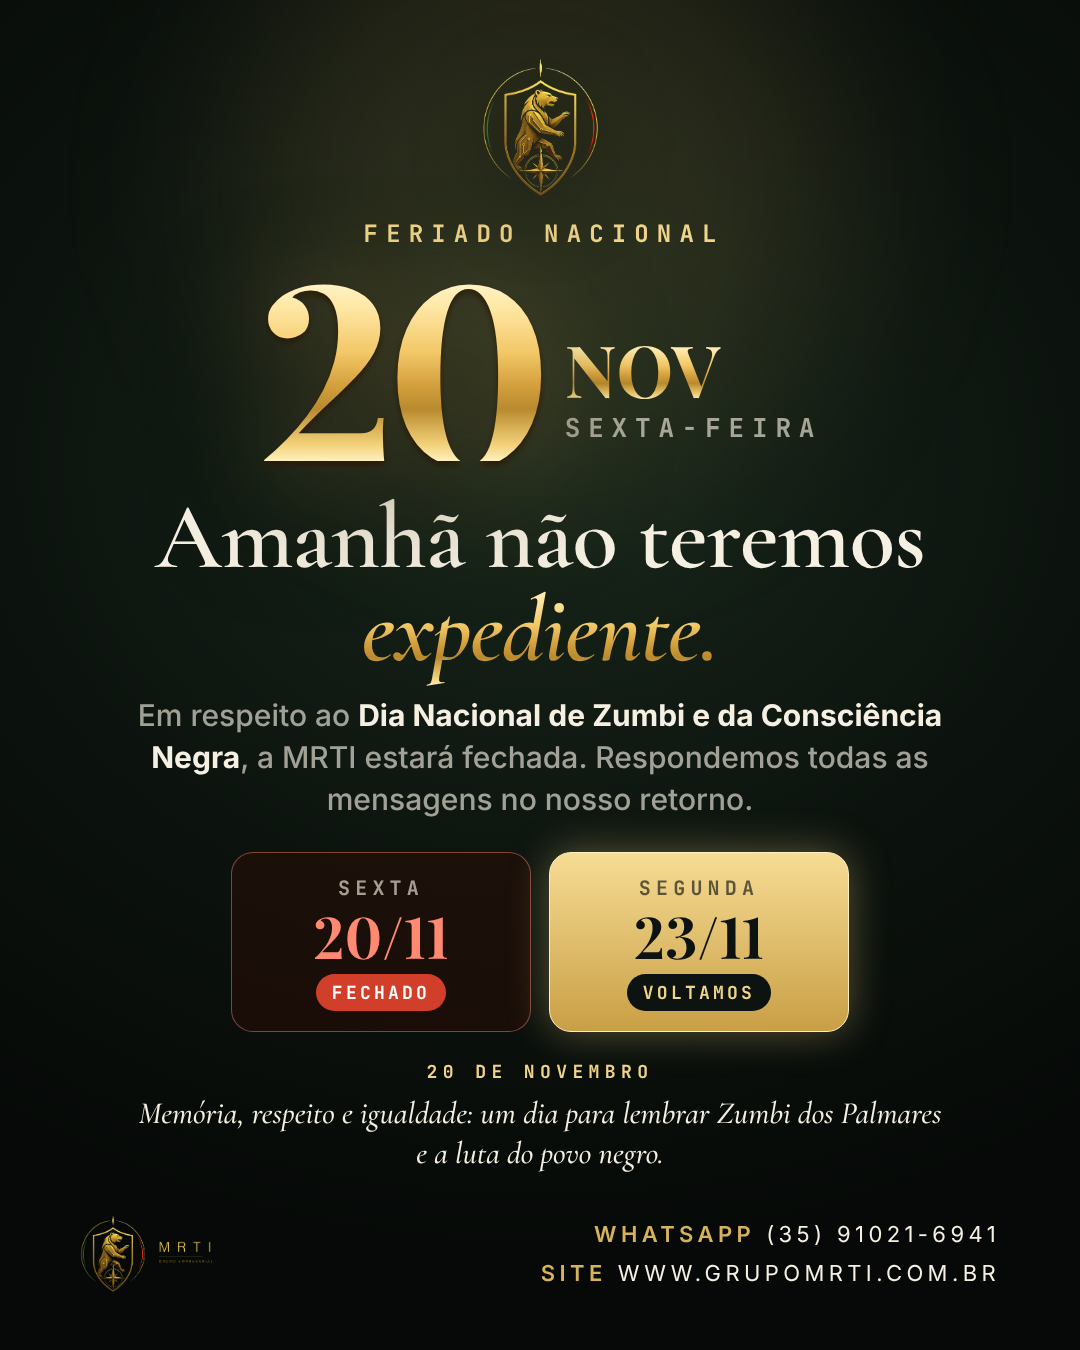 FERIADO NACIONAL
20
NOV
SEXTA-FEIRA
Amanhã não teremos
expediente.
Em respeito ao Dia Nacional de Zumbi e da Consciência
Negra, a MRTI estará fechada. Respondemos todas as
mensagens no nosso retorno.
SEXTA
20/11
FECHADO
SEGUNDA
23/11
VOLTAMOS
20 DE NOVEMBRO
Memória, respeito e igualdade: um dia para lembrar Zumbi dos Palmares
e a luta do povo negro.
MRTI
GRUPO EMPRESARIAL
WHATSAPP (35) 91021-6941
SITE WWW.GRUPOMRTI.COM.BR